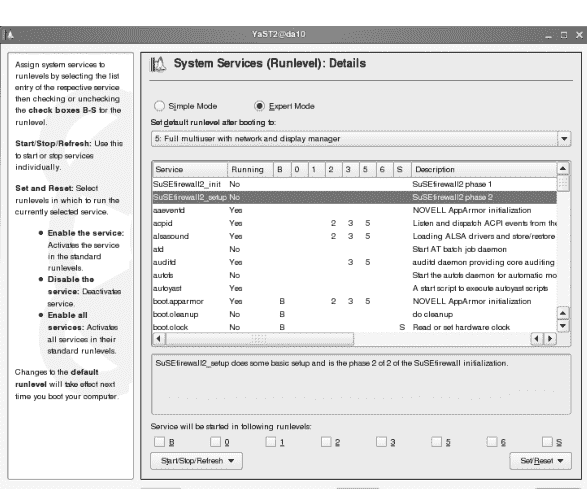 YaST2@da10
Assign system services to
runlevels by selecting the list
entry of the respective service
then checking or unchecking
the check boxes B-S for the
runlevel.
Start/Stop/Refresh: Use this
to start or stop services
individually.
Set and Reset: Select
runlevels in which to run the
currently selected service.
Enable the service:
Activates the service
in the standard
runlevels.
Disable the
service: Deactivates
service.
Enable all
services: Activates
all services in their
standard runlevels.
Changes to the default
runlevel will take effect next
time you boot your computer.
System Services (Runlevel): Details
Simple Mode Expert Mode
Set default runlevel after booting to:
5: Full multiuser with network and display manager
Service Running B 0 1 2 3 5 6 S Description
SuSEfirewall2_init No SuSEfirewall2 phase 1
SuSEfirewall2_setup No SuSEfirewall2 phase 2
aaeventd Yes NOVELL AppArmor initialization
acpid Yes 2 3 5 Listen and dispatch ACPI events from the
alsasound Yes 2 3 5 Loading ALSA drivers and store/restore
atd No Start AT batch job daemon
auditd Yes 3 5 auditd daemon providing core auditing
autofs No Start the autofs daemon for automatic mo
autoyast Yes A start script to execute autoyast scripts
boot.apparmor Yes B 2 3 5 NOVELL AppArmor initialization
boot.cleanup No B do cleanup
boot.clock No B S Read or set hardware clock
SuSEfirewall2_setup does some basic setup and is the phase 2 of 2 of the SuSEfirewall initialization.
Service will be started in following runlevels:
B 0 1 2 3 5 6 S
Start/Stop/Refresh Set/Reset